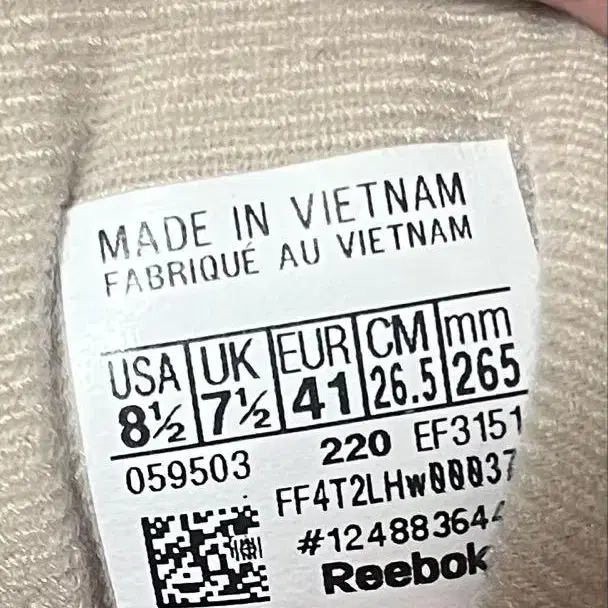 MADE IN VIETNAM
FABRIQUÉ AU VIETNAM
USA UK EUR CM mm
8½ 7½ 41 26.5 265
220 EF3151
059503
FF4T2LHw00037
#12488364
Reebok